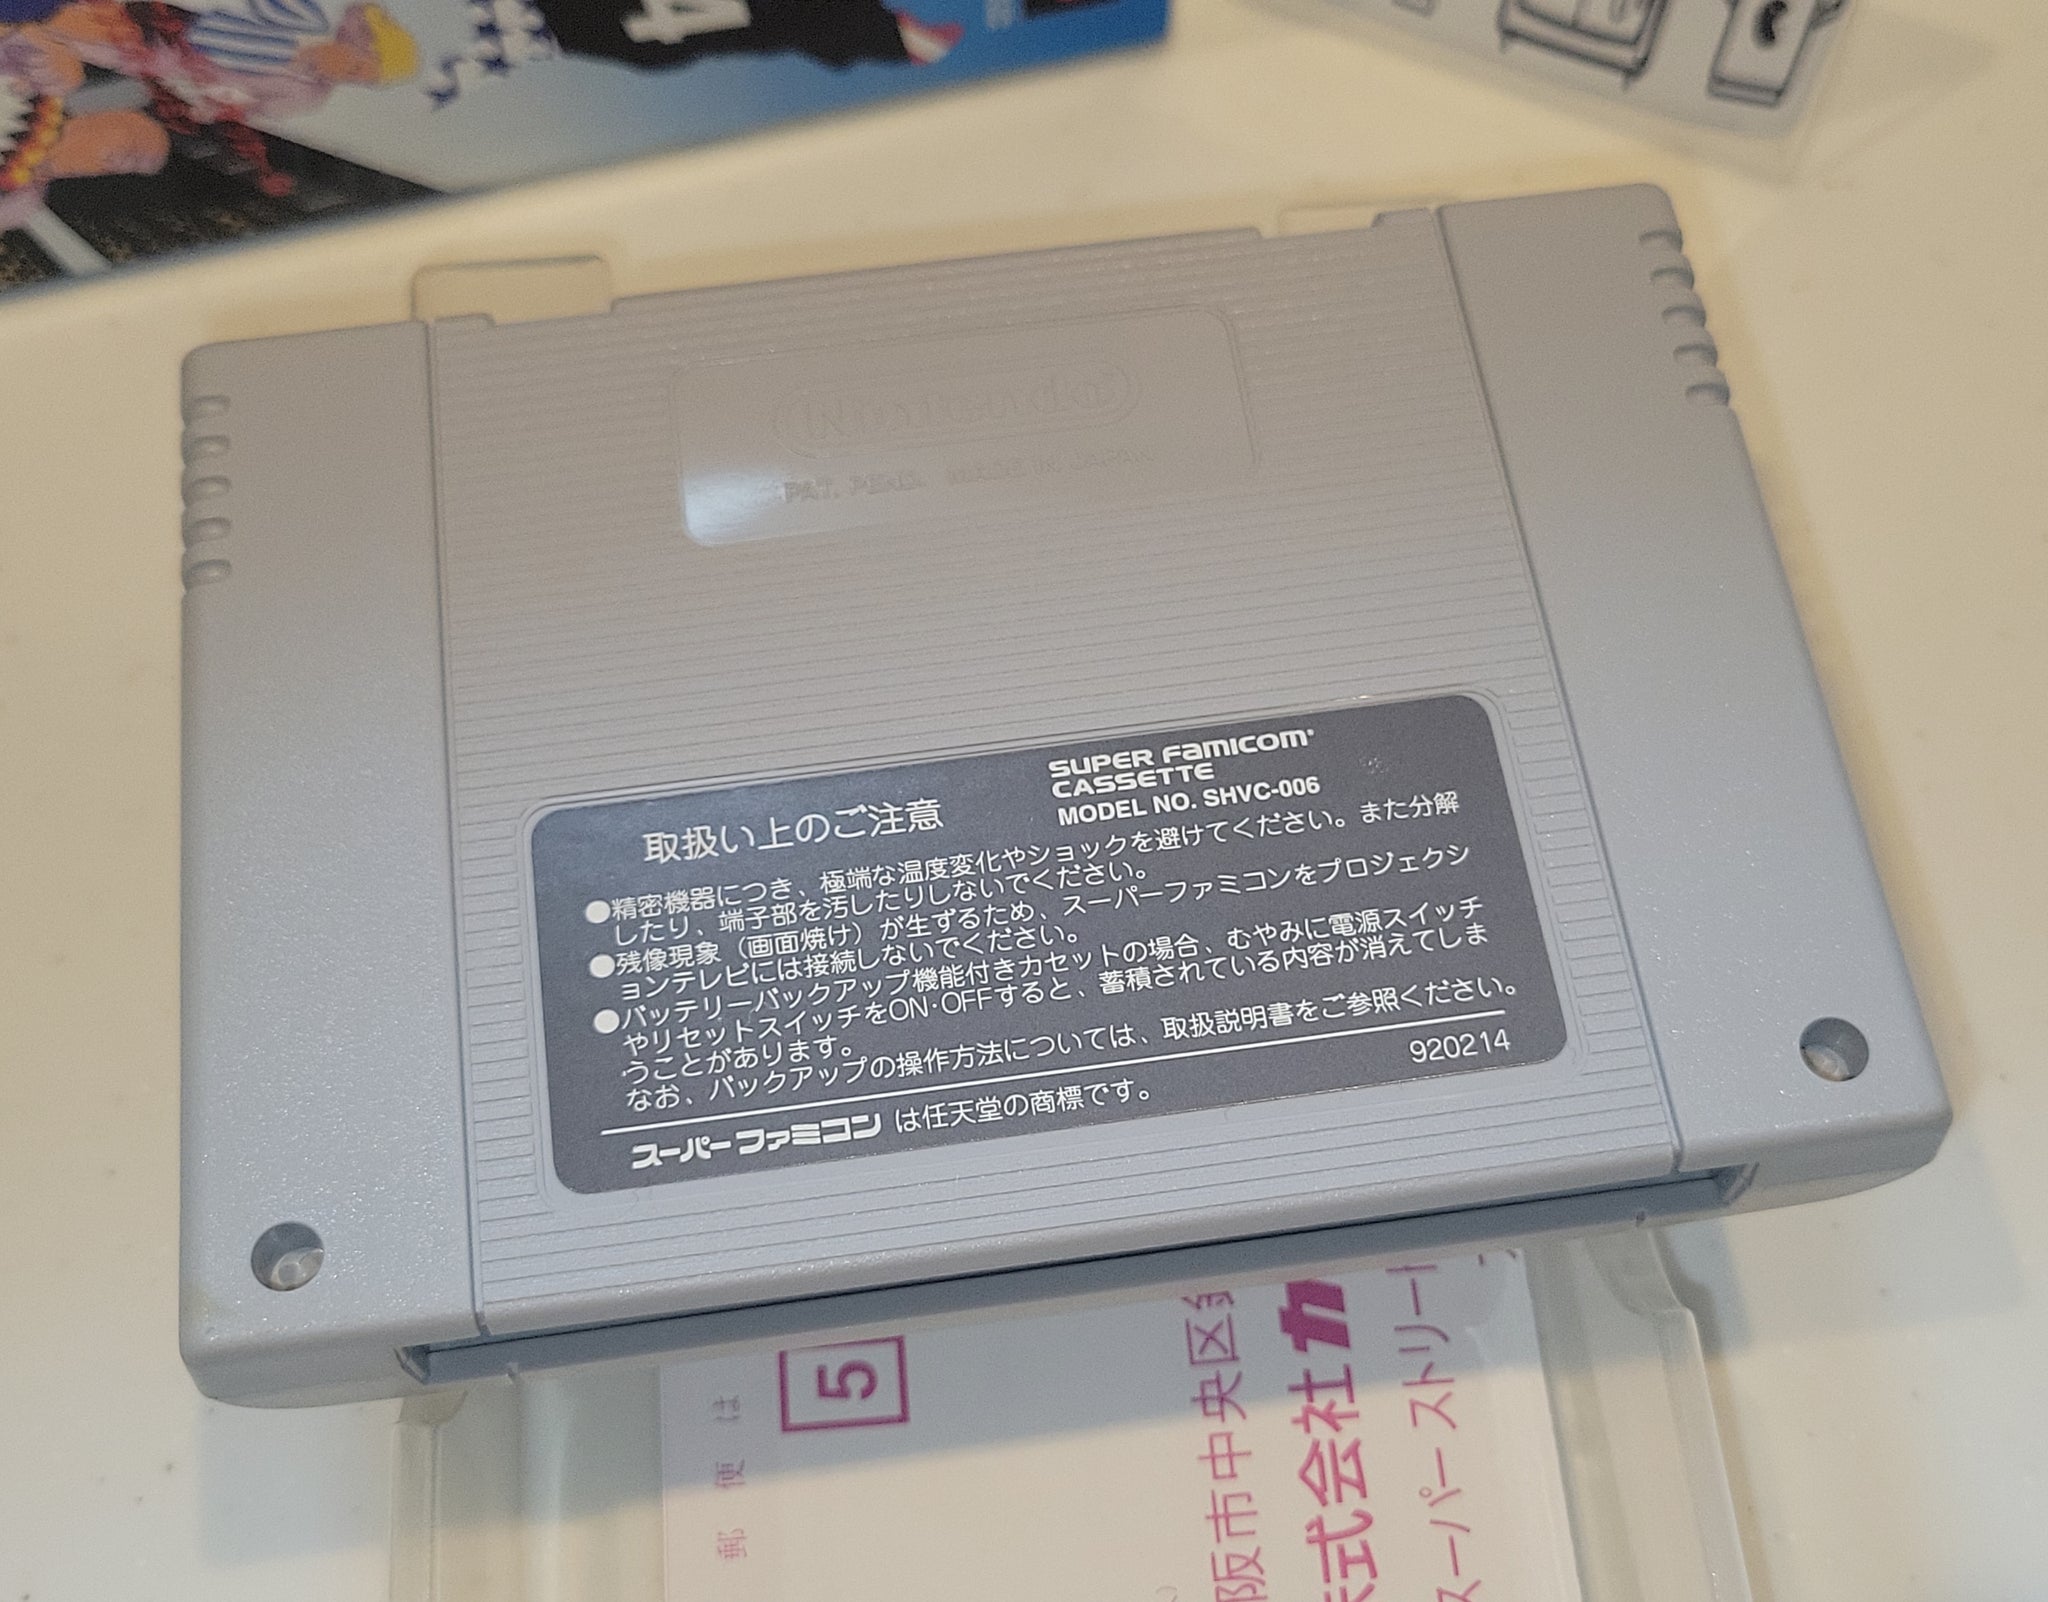 4
Nintendo
PAT. PEND. MADE IN JAPAN
SUPER FAMICOM
CASSETTE
MODEL NO. SHVC-006
取扱い上のご注意
●精密機器につき、極端な温度変化やショックを避けてください。また分解
したり、端子部を汚したりしないでください。
●残像現象（画面焼け）が生ずるため、スーパーファミコンをプロジェクシ
ョンテレビには接続しないでください。
●バッテリーバックアップ機能付きカセットの場合、むやみに電源スイッチ
やリセットスイッチをON･OFFすると、蓄積されている内容が消えてしま
うことがあります。
なお、バックアップの操作方法については、取扱説明書をご参照ください。
920214
スーパーファミコンは任天堂の商標です。
郵便は
5
阪市中央区
式会社カ
スーパーストリート